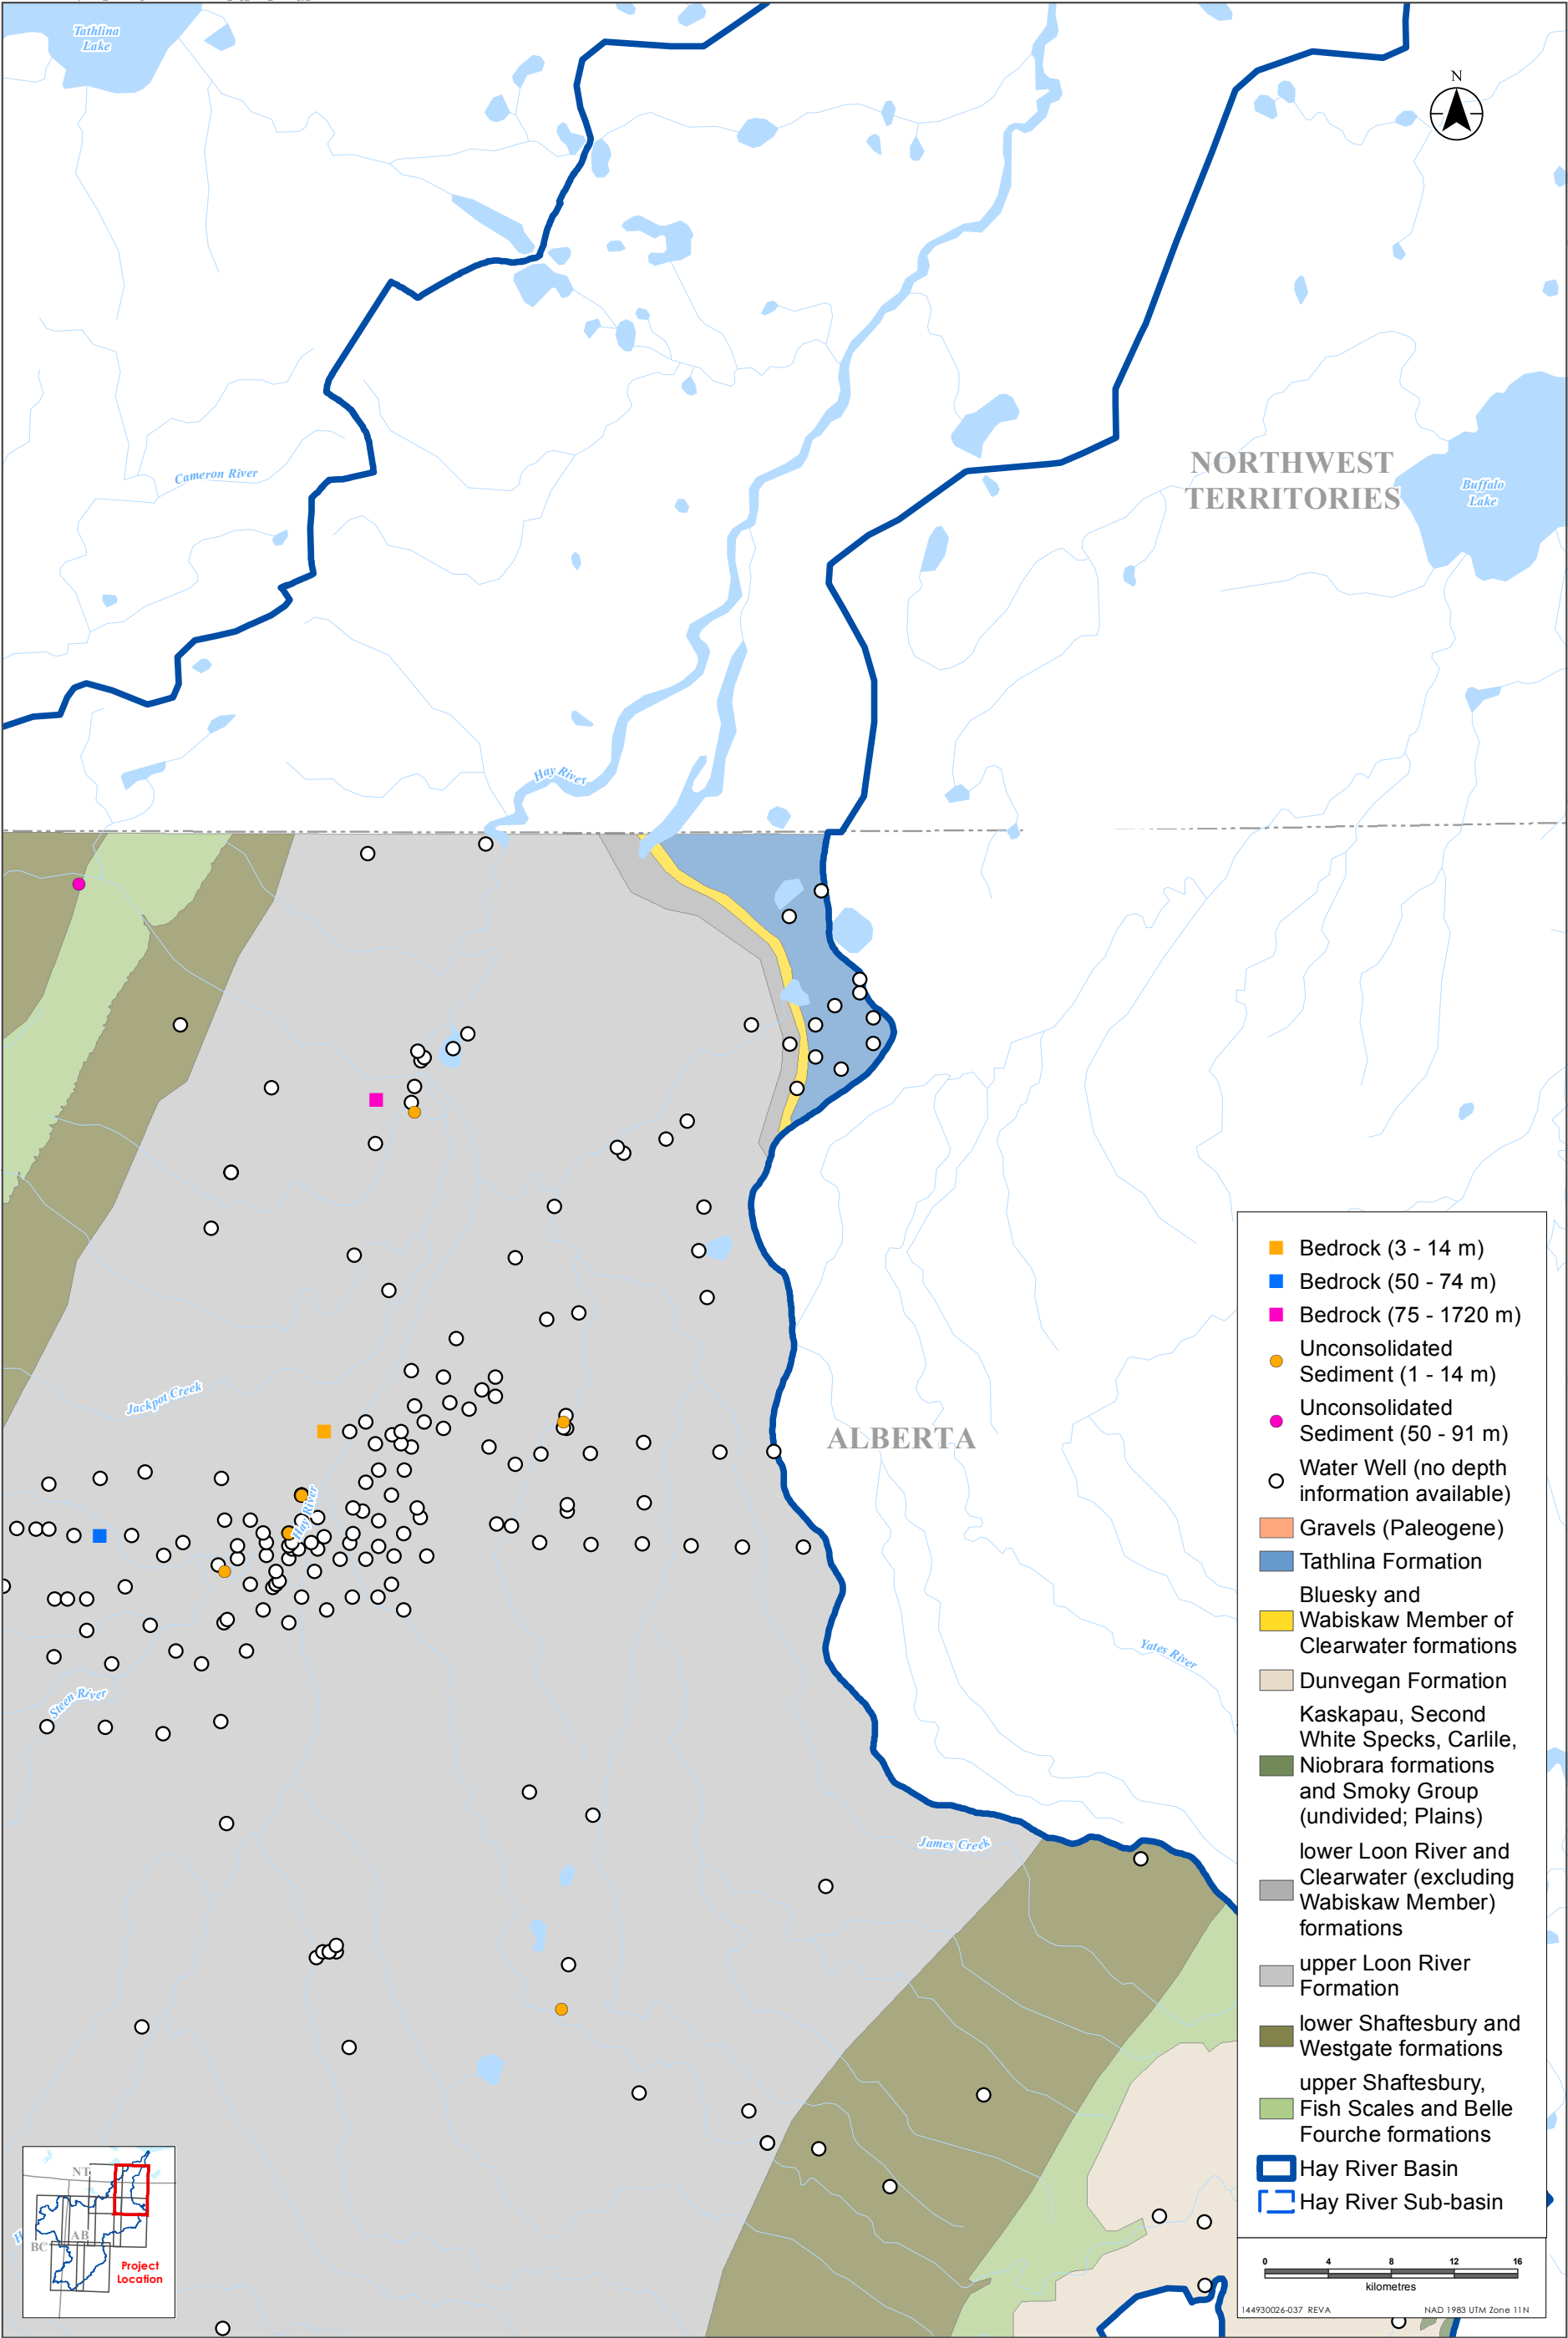 Tathlina
Lake
N
Cameron River
NORTHWEST
TERRITORIES
Buffalo
Lake
Hay River
Jackpot Creek
ALBERTA
Hay River
Steen River
Yates River
James Creek
Bedrock (3 - 14 m)
Bedrock (50 - 74 m)
Bedrock (75 - 1720 m)
Unconsolidated
Sediment (1 - 14 m)
Unconsolidated
Sediment (50 - 91 m)
Water Well (no depth
information available)
Gravels (Paleogene)
Tathlina Formation
Bluesky and
Wabiskaw Member of
Clearwater formations
Dunvegan Formation
Kaskapau, Second
White Specks, Carlile,
Niobrara formations
and Smoky Group
(undivided; Plains)
lower Loon River and
Clearwater (excluding
Wabiskaw Member)
formations
upper Loon River
Formation
lower Shaftesbury and
Westgate formations
upper Shaftesbury,
Fish Scales and Belle
Fourche formations
Hay River Basin
Hay River Sub-basin
0 4 8 12 16
kilometres
144930026-037 REVA NAD 1983 UTM Zone 11N
NT
AB
BC
Project
Location